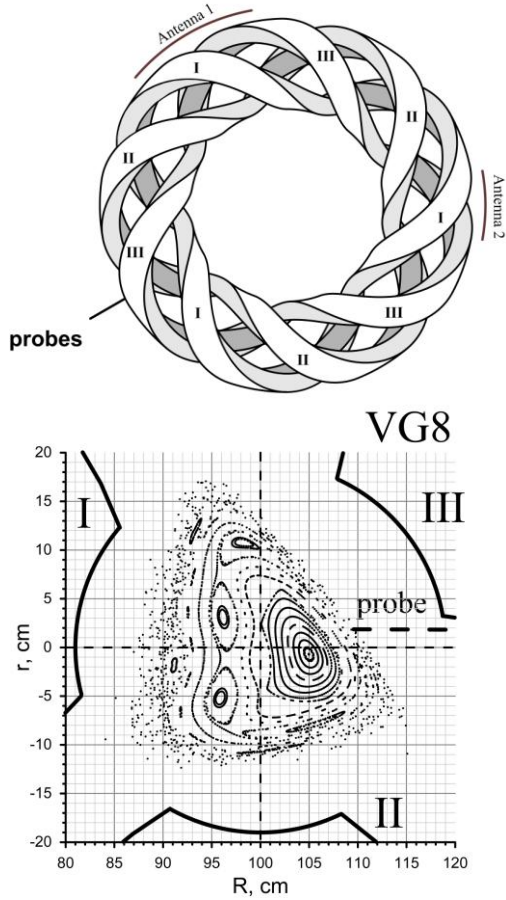 Antenna 1
III
I
II
II
I
Antenna 2
III
III
I
II
probes
VG8
20
I
III
15
10
5
probe
0
r, cm
-5
-10
-15
II
-20
80 85 90 95 100 105 110 115 120
R, cm